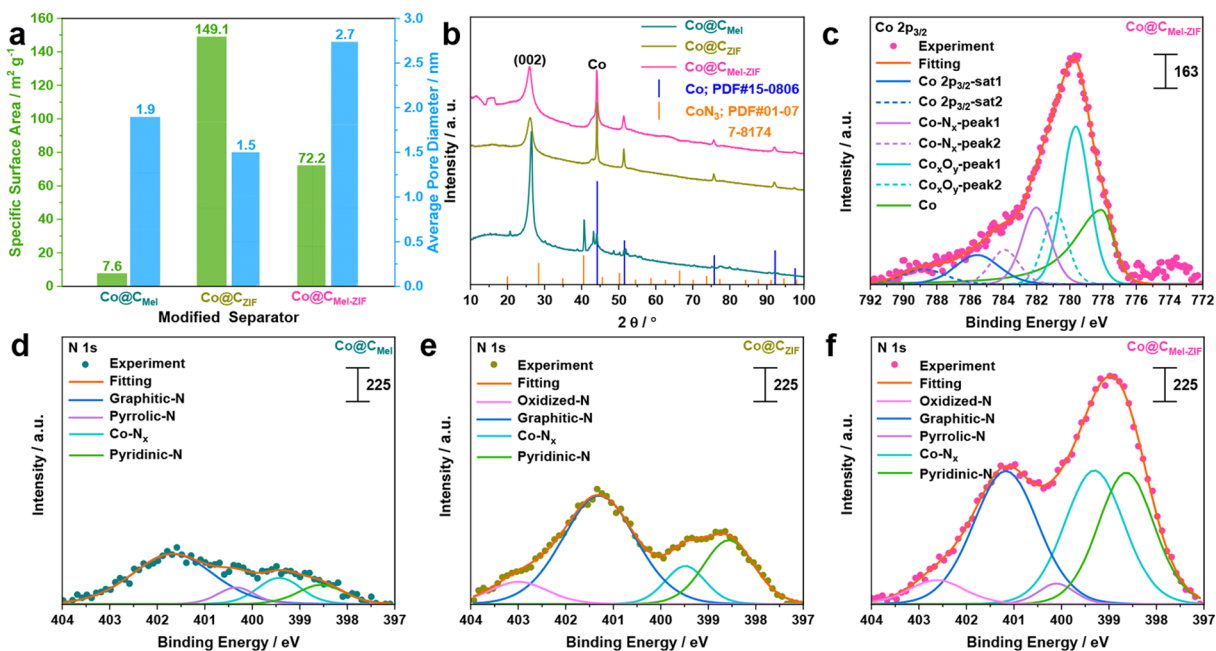 a
Specific Surface Area / m² g⁻¹
160
140
120
100
80
60
40
20
0
7.6
1.9
149.1
1.5
72.2
2.7
3.0
2.5
2.0
1.5
1.0
0.5
0.0
Average Pore Diameter / nm
Co@C_Mel Co@C_ZIF Co@C_Mel-ZIF
Modified Separator
b
Intensity / a.u.
(002)
Co
Co@C_Mel
Co@C_ZIF
Co@C_Mel-ZIF
Co; PDF#15-0806
CoN₃; PDF#01-07
7-8174
10 20 30 40 50 60 70 80 90 100
2 θ / °
c
Co 2p₃/₂
Co@C_Mel-ZIF
Experiment
Fitting
Co 2p₃/₂-sat1
Co 2p₃/₂-sat2
Co-Nₓ-peak1
Co-Nₓ-peak2
CoₓO_y-peak1
CoₓO_y-peak2
Co
163
Intensity / a.u.
792 790 788 786 784 782 780 778 776 774 772
Binding Energy / eV
d
N 1s
Co@C_Mel
Experiment
Fitting
Graphitic-N
Pyrrolic-N
Co-Nₓ
Pyridinic-N
225
Intensity / a.u.
404 403 402 401 400 399 398 397
Binding Energy / eV
e
N 1s
Co@C_ZIF
Experiment
Fitting
Oxidized-N
Graphitic-N
Co-Nₓ
Pyridinic-N
225
Intensity / a.u.
404 403 402 401 400 399 398 397
Binding Energy / eV
f
N 1s
Co@C_Mel-ZIF
Experiment
Fitting
Oxidized-N
Graphitic-N
Pyrrolic-N
Co-Nₓ
Pyridinic-N
225
Intensity / a.u.
404 403 402 401 400 399 398 397
Binding Energy / eV